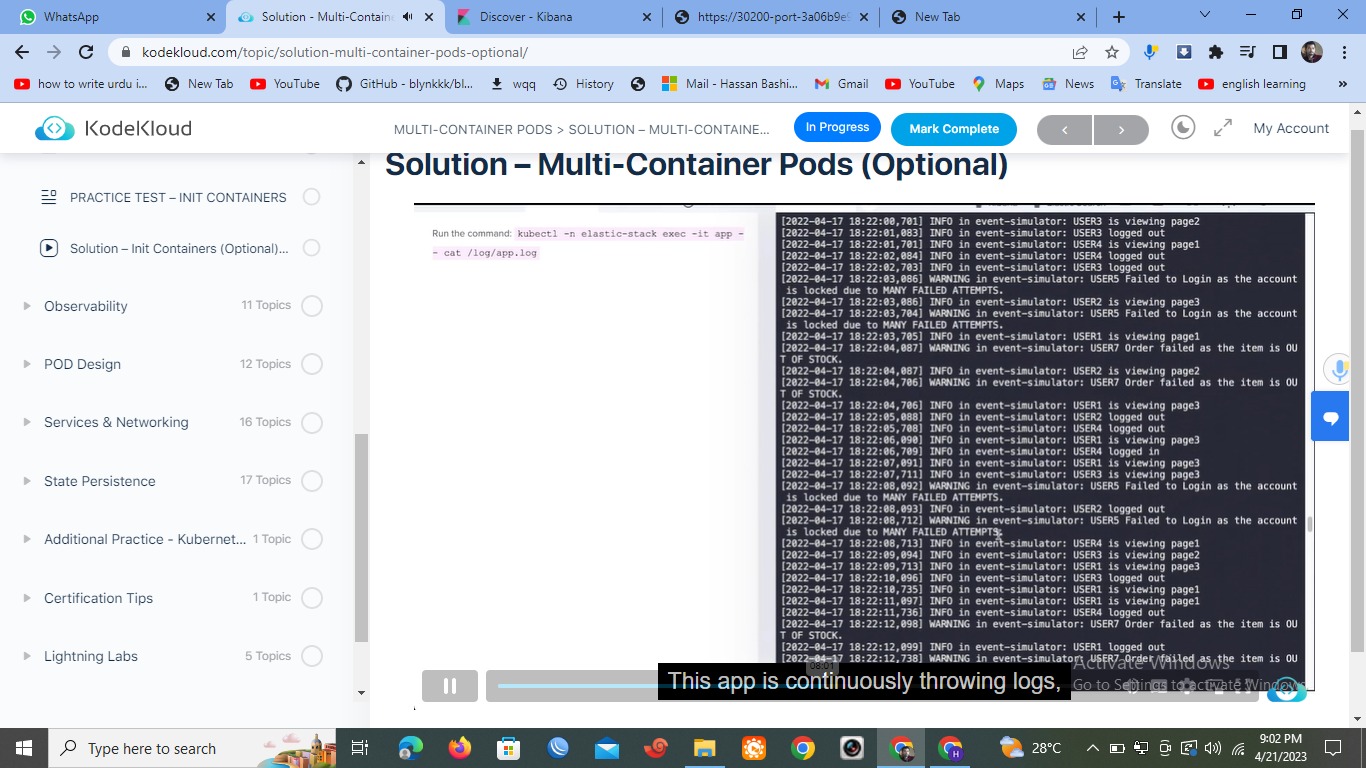 WhatsApp
Solution - Multi-Containe
Discover - Kibana
https://30200-port-3a06b9e9
New Tab
kodekloud.com/topic/solution-multi-container-pods-optional/
how to write urdu i...
New Tab
YouTube
GitHub - blynkkk/bl...
wqq
History
Mail - Hassan Bashi...
Gmail
YouTube
Maps
News
Translate
english learning
KodeKloud
MULTI-CONTAINER PODS > SOLUTION – MULTI-CONTAINE...
In Progress
Mark Complete
My Account
Solution – Multi-Container Pods (Optional)
PRACTICE TEST – INIT CONTAINERS
Solution – Init Containers (Optional)...
Observability 11 Topics
POD Design 12 Topics
Services & Networking 16 Topics
State Persistence 17 Topics
Additional Practice - Kubernet... 1 Topic
Certification Tips 1 Topic
Lightning Labs 5 Topics
Run the command: kubectl -n elastic-stack exec -it app -
- cat /log/app.log
[2022-04-17 18:22:00,701] INFO in event-simulator: USER3 is viewing page2
[2022-04-17 18:22:01,083] INFO in event-simulator: USER3 logged out
[2022-04-17 18:22:01,701] INFO in event-simulator: USER4 is viewing page1
[2022-04-17 18:22:02,084] INFO in event-simulator: USER4 logged out
[2022-04-17 18:22:02,703] INFO in event-simulator: USER3 logged out
[2022-04-17 18:22:03,086] WARNING in event-simulator: USER5 Failed to Login as the account
is locked due to MANY FAILED ATTEMPTS.
[2022-04-17 18:22:03,086] INFO in event-simulator: USER2 is viewing page3
[2022-04-17 18:22:03,704] WARNING in event-simulator: USER5 Failed to Login as the account
is locked due to MANY FAILED ATTEMPTS.
[2022-04-17 18:22:03,705] INFO in event-simulator: USER1 is viewing page1
[2022-04-17 18:22:04,087] WARNING in event-simulator: USER7 Order failed as the item is OU
T OF STOCK.
[2022-04-17 18:22:04,087] INFO in event-simulator: USER2 is viewing page2
[2022-04-17 18:22:04,706] WARNING in event-simulator: USER7 Order failed as the item is OU
T OF STOCK.
[2022-04-17 18:22:04,706] INFO in event-simulator: USER1 is viewing page3
[2022-04-17 18:22:05,088] INFO in event-simulator: USER2 logged out
[2022-04-17 18:22:05,708] INFO in event-simulator: USER4 logged out
[2022-04-17 18:22:06,090] INFO in event-simulator: USER1 is viewing page3
[2022-04-17 18:22:06,709] INFO in event-simulator: USER4 logged in
[2022-04-17 18:22:07,091] INFO in event-simulator: USER1 is viewing page3
[2022-04-17 18:22:07,711] INFO in event-simulator: USER3 is viewing page3
[2022-04-17 18:22:08,092] WARNING in event-simulator: USER5 Failed to Login as the account
is locked due to MANY FAILED ATTEMPTS.
[2022-04-17 18:22:08,093] INFO in event-simulator: USER2 logged out
[2022-04-17 18:22:08,712] WARNING in event-simulator: USER5 Failed to Login as the account
is locked due to MANY FAILED ATTEMPTS.
[2022-04-17 18:22:08,713] INFO in event-simulator: USER4 is viewing page1
[2022-04-17 18:22:09,094] INFO in event-simulator: USER3 is viewing page2
[2022-04-17 18:22:09,713] INFO in event-simulator: USER1 is viewing page3
[2022-04-17 18:22:10,096] INFO in event-simulator: USER3 logged out
[2022-04-17 18:22:10,735] INFO in event-simulator: USER1 is viewing page1
[2022-04-17 18:22:11,097] INFO in event-simulator: USER1 is viewing page1
[2022-04-17 18:22:11,736] INFO in event-simulator: USER4 logged out
[2022-04-17 18:22:12,098] WARNING in event-simulator: USER7 Order failed as the item is OU
T OF STOCK.
[2022-04-17 18:22:12,099] INFO in event-simulator: USER1 logged out
[2022-04-17 18:22:12,738] WARNING in event-simulator: USER7 Order failed as the item is OU
08:01
This app is continuously throwing logs,
Activate Windows
Go to Settings to activate Windows.
Type here to search
28°C
9:02 PM
4/21/2023